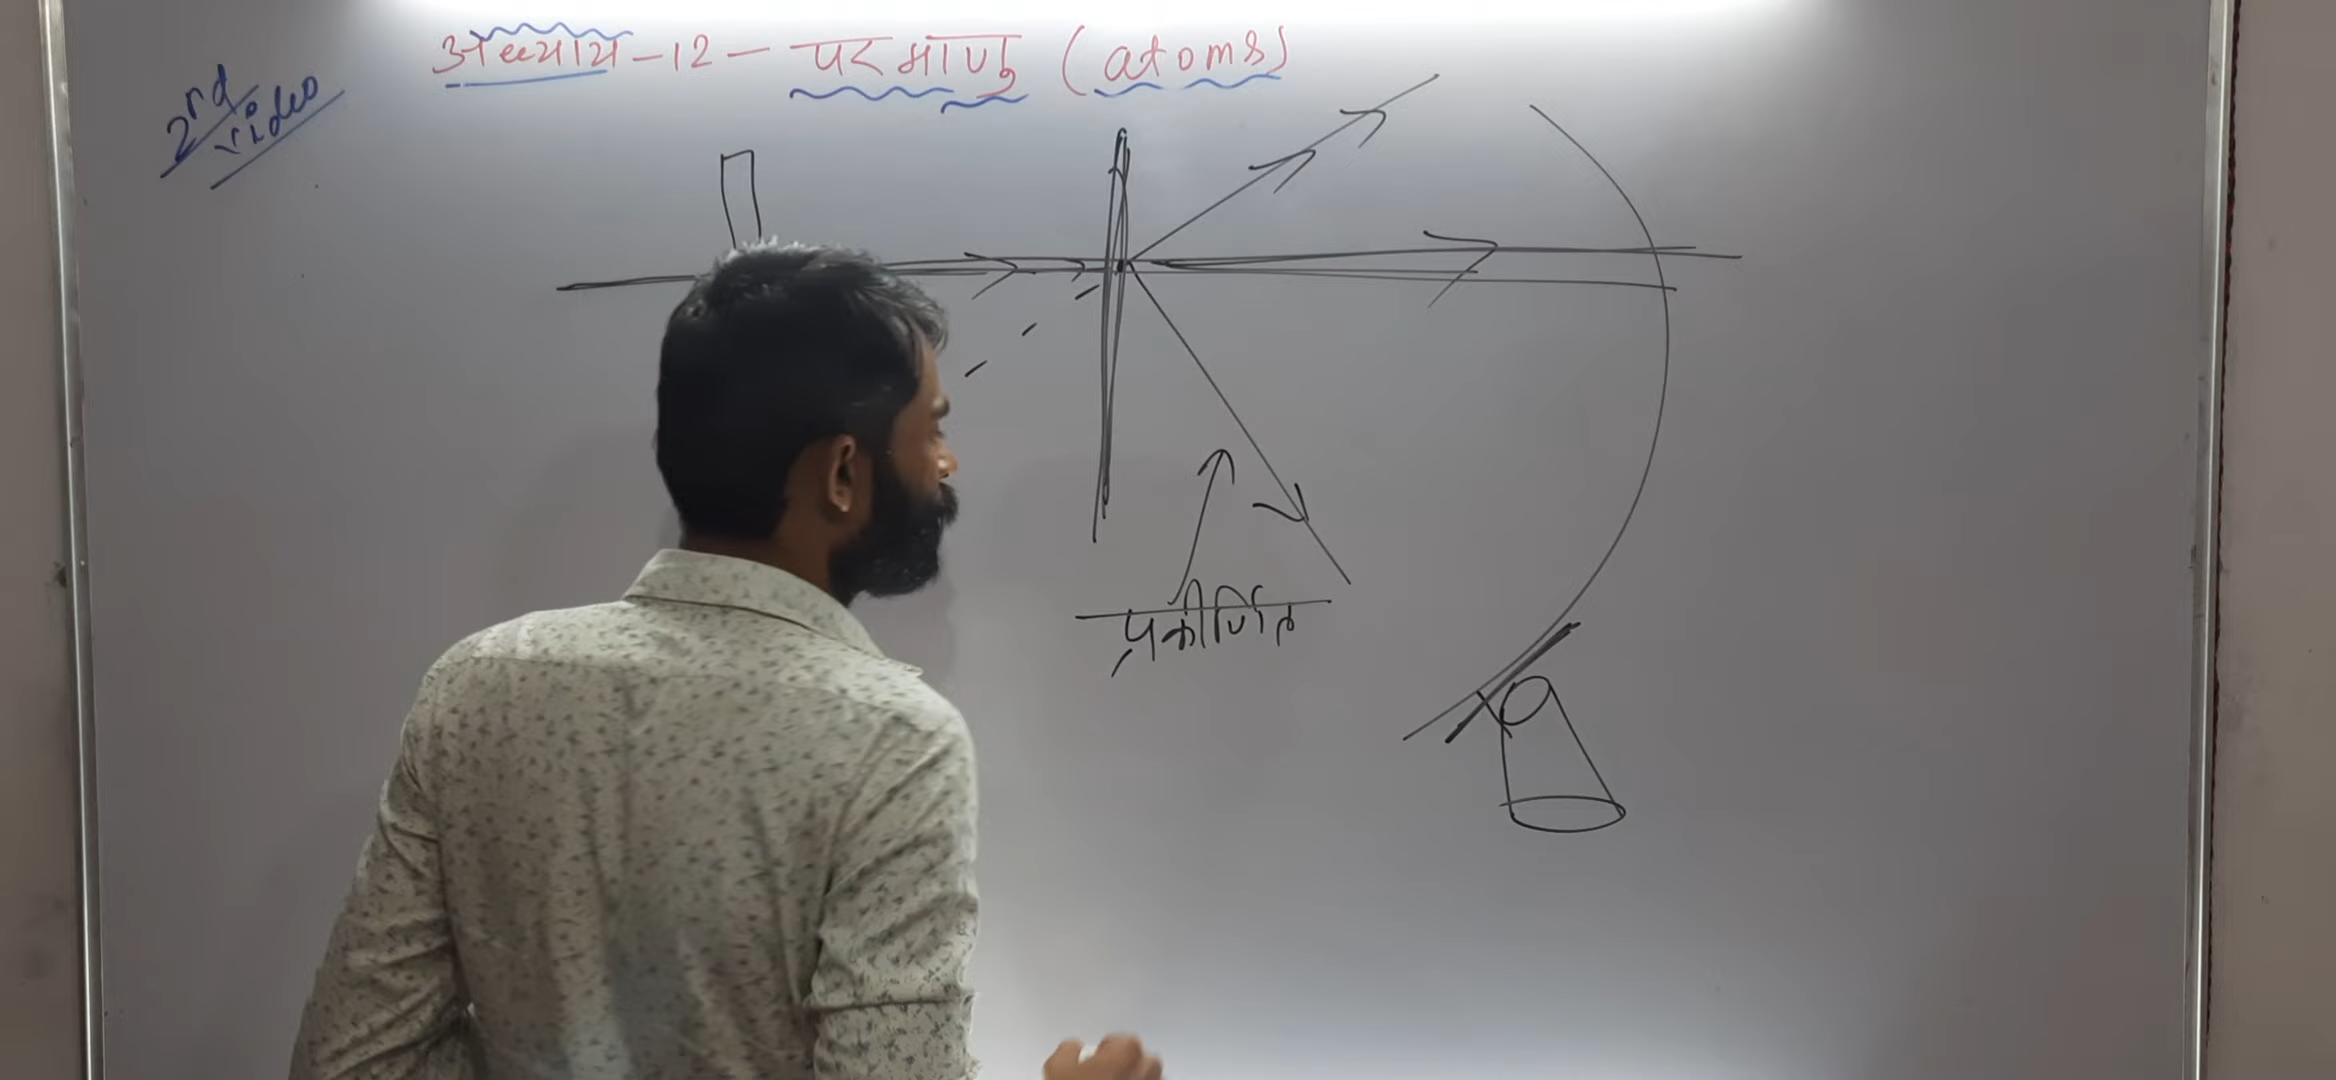 अध्याय-12- परमाणु (atoms)
2nd
video
प्रकीर्णित